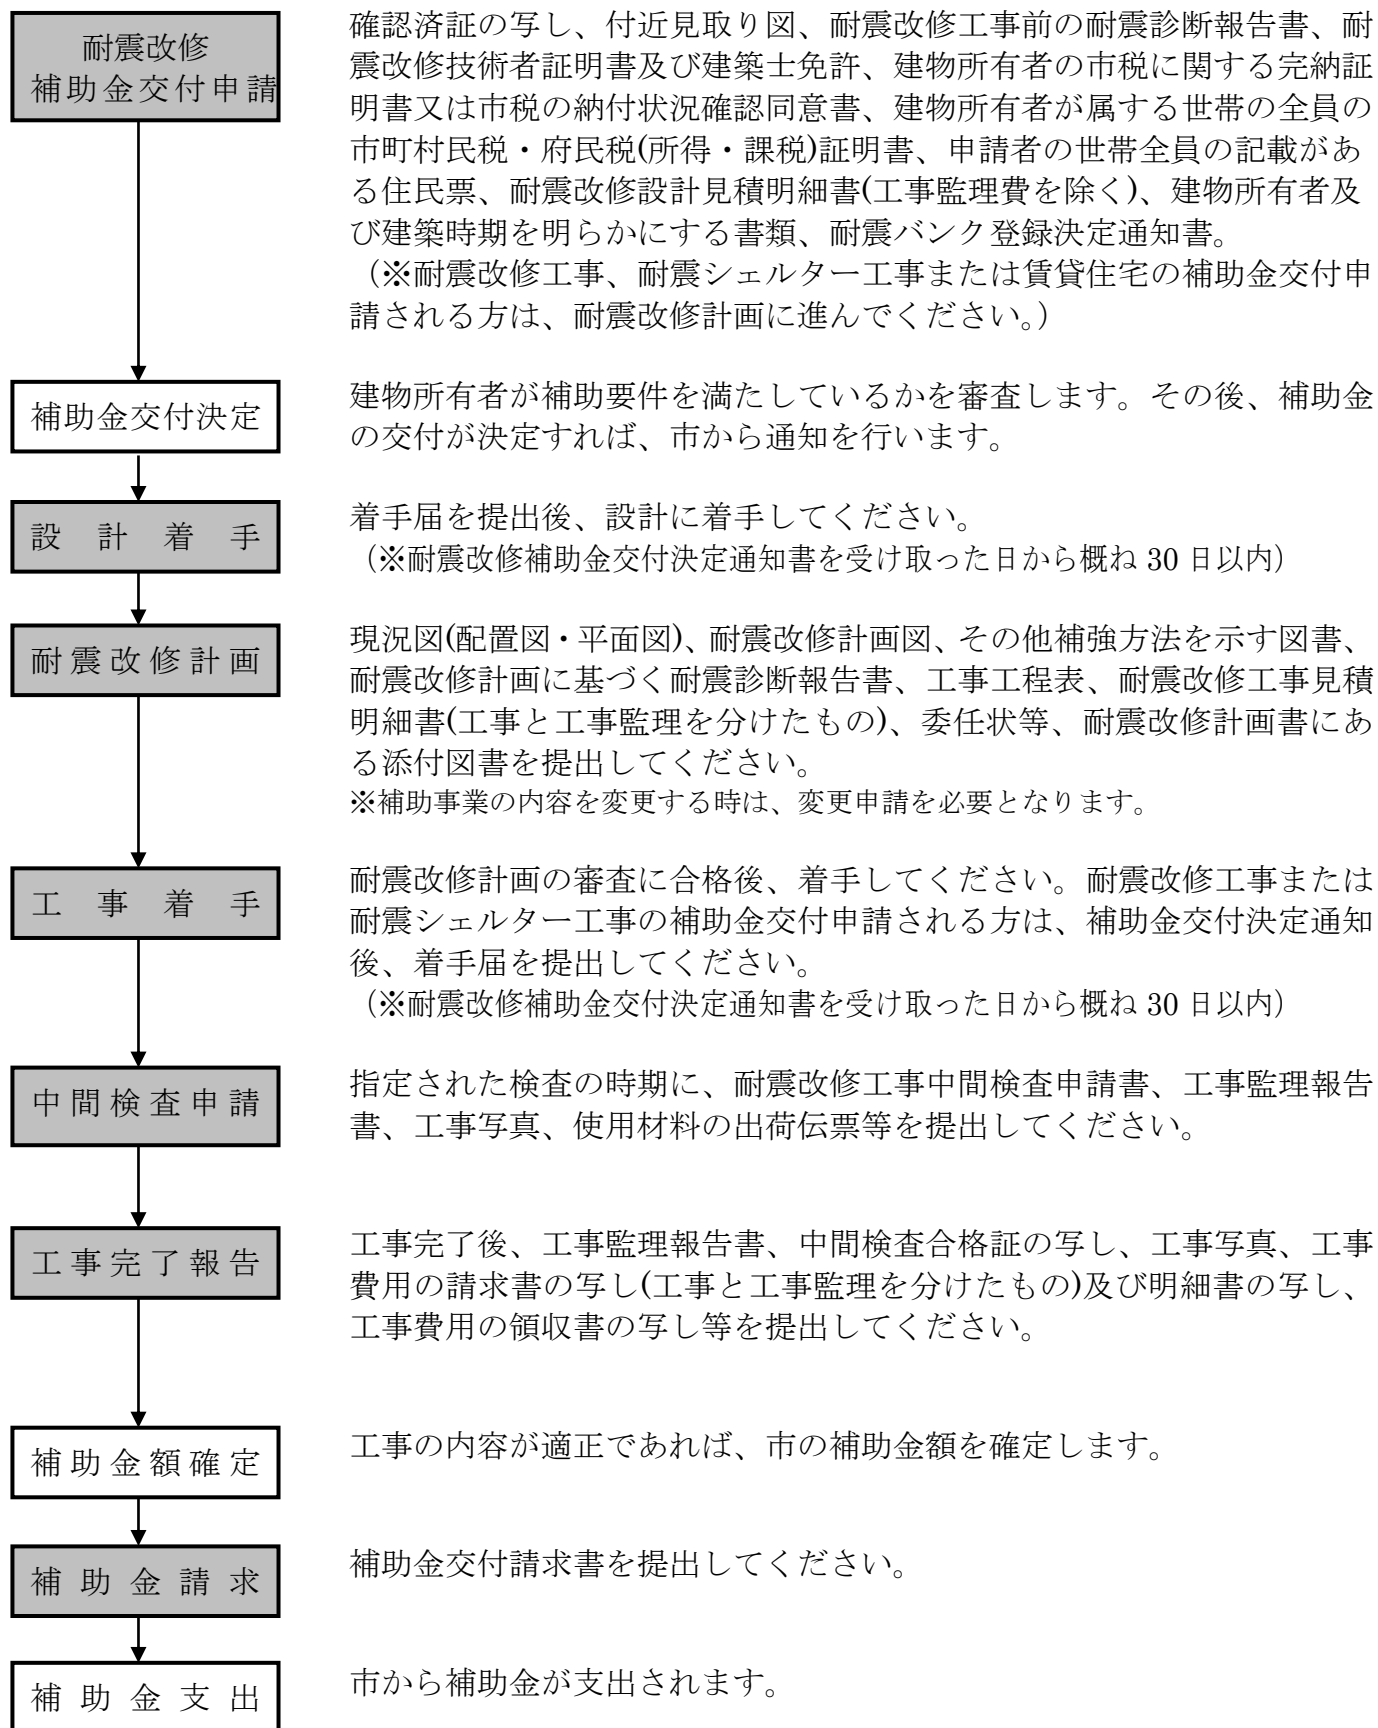 耐震改修
補助金交付申請
確認済証の写し、付近見取り図、耐震改修工事前の耐震診断報告書、耐
震改修技術者証明書及び建築士免許、建物所有者の市税に関する完納証
明書又は市税の納付状況確認同意書、建物所有者が属する世帯の全員の
市町村民税・府民税(所得・課税)証明書、申請者の世帯全員の記載があ
る住民票、耐震改修設計見積明細書(工事監理費を除く)、建物所有者及
び建築時期を明らかにする書類、耐震バンク登録決定通知書。
（※耐震改修工事、耐震シェルター工事または賃貸住宅の補助金交付申
請される方は、耐震改修計画に進んでください。）
補助金交付決定
建物所有者が補助要件を満たしているかを審査します。その後、補助金
の交付が決定すれば、市から通知を行います。
設計着手
着手届を提出後、設計に着手してください。
（※耐震改修補助金交付決定通知書を受け取った日から概ね 30 日以内）
耐震改修計画
現況図(配置図・平面図)、耐震改修計画図、その他補強方法を示す図書、
耐震改修計画に基づく耐震診断報告書、工事工程表、耐震改修工事見積
明細書(工事と工事監理を分けたもの)、委任状等、耐震改修計画書にあ
る添付図書を提出してください。
※補助事業の内容を変更する時は、変更申請を必要となります。
工事着手
耐震改修計画の審査に合格後、着手してください。耐震改修工事または
耐震シェルター工事の補助金交付申請される方は、補助金交付決定通知
後、着手届を提出してください。
（※耐震改修補助金交付決定通知書を受け取った日から概ね 30 日以内）
中間検査申請
指定された検査の時期に、耐震改修工事中間検査申請書、工事監理報告
書、工事写真、使用材料の出荷伝票等を提出してください。
工事完了報告
工事完了後、工事監理報告書、中間検査合格証の写し、工事写真、工事
費用の請求書の写し(工事と工事監理を分けたもの)及び明細書の写し、
工事費用の領収書の写し等を提出してください。
補助金額確定
工事の内容が適正であれば、市の補助金額を確定します。
補助金請求
補助金交付請求書を提出してください。
補助金支出
市から補助金が支出されます。